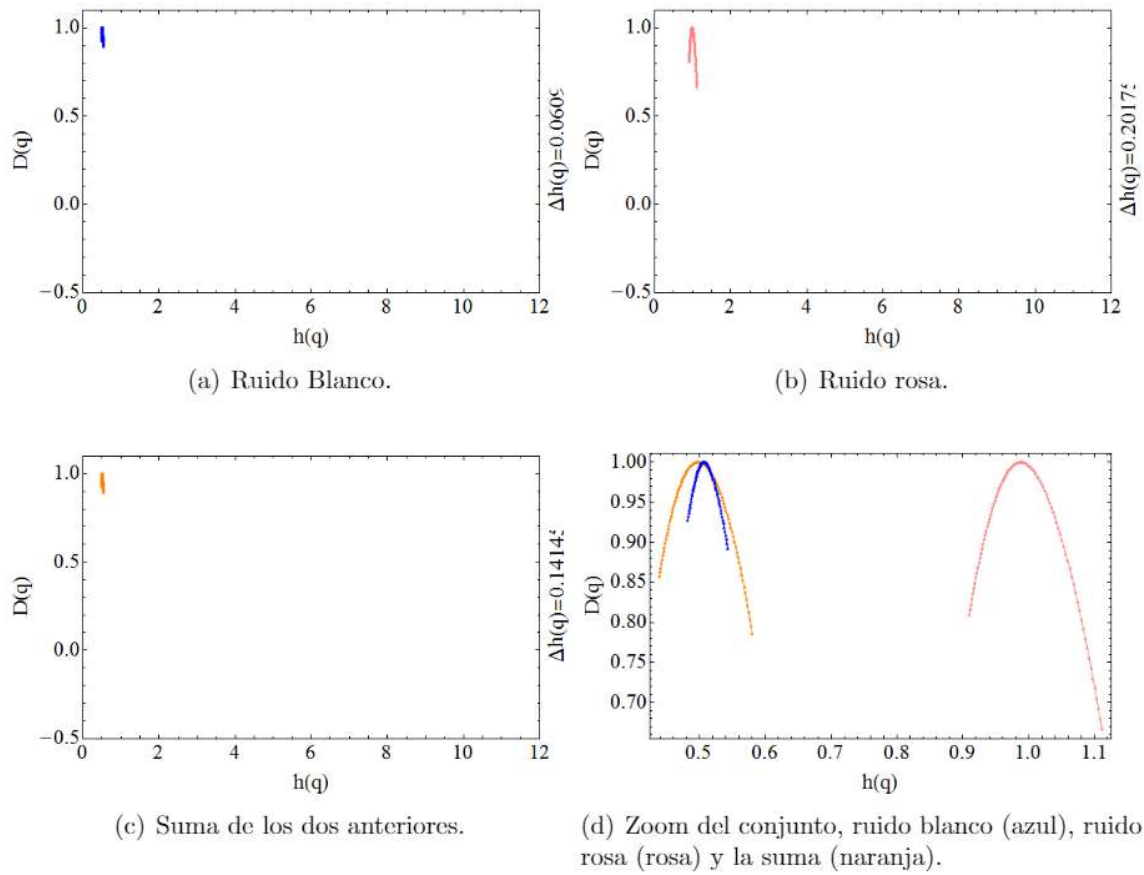 1.0
0.5
0.0
−0.5
D(q)
0 2 4 6 8 10 12
h(q)
Δh(q)=0.0609
(a) Ruido Blanco.
1.0
0.5
0.0
−0.5
D(q)
0 2 4 6 8 10 12
h(q)
Δh(q)=0.2017
(b) Ruido rosa.
1.0
0.5
0.0
−0.5
D(q)
0 2 4 6 8 10 12
h(q)
Δh(q)=0.1414
(c) Suma de los dos anteriores.
1.00
0.95
0.90
0.85
0.80
0.75
0.70
D(q)
0.5 0.6 0.7 0.8 0.9 1.0 1.1
h(q)
(d) Zoom del conjunto, ruido blanco (azul), ruido
rosa (rosa) y la suma (naranja).